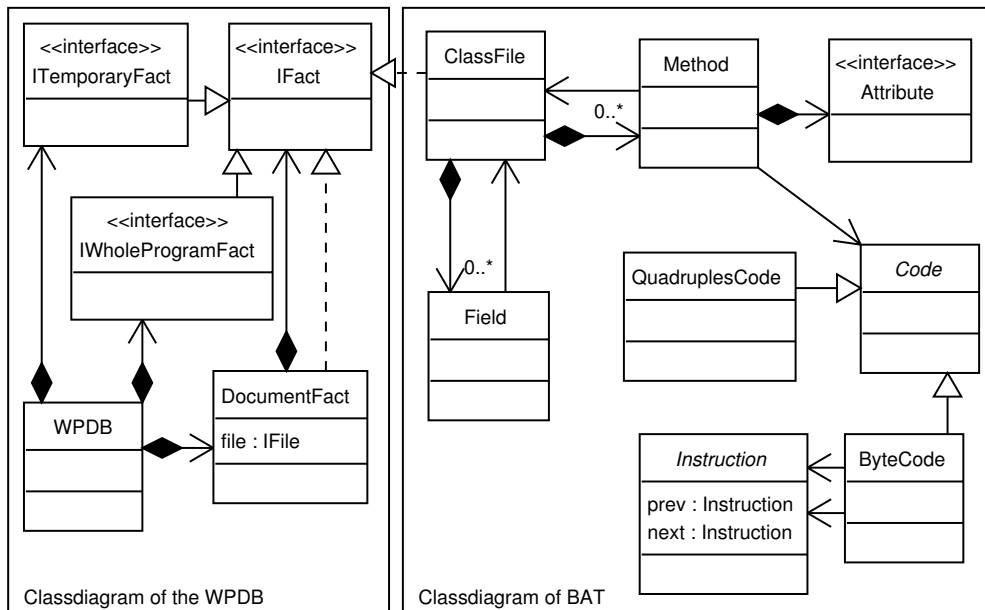 <<interface>>
ITemporaryFact
<<interface>>
IFact
<<interface>>
IWholeProgramFact
WPDB
DocumentFact
file : IFile
Classdiagram of the WPDB
ClassFile
Method
<<interface>>
Attribute
0..*
0..*
Field
QuadruplesCode
Code
Instruction
prev : Instruction
next : Instruction
ByteCode
Classdiagram of BAT